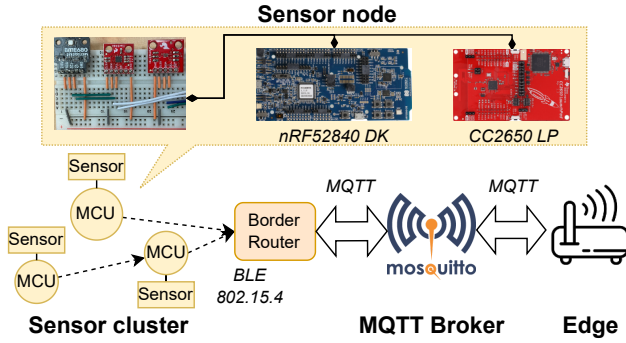 Sensor node
BME680
nRF52840 DK
CC2650 LP
Sensor
MCU
Sensor
MCU
MCU
Sensor
Border
Router
BLE
802.15.4
MQTT
mosquitto
MQTT
Sensor cluster
MQTT Broker
Edge